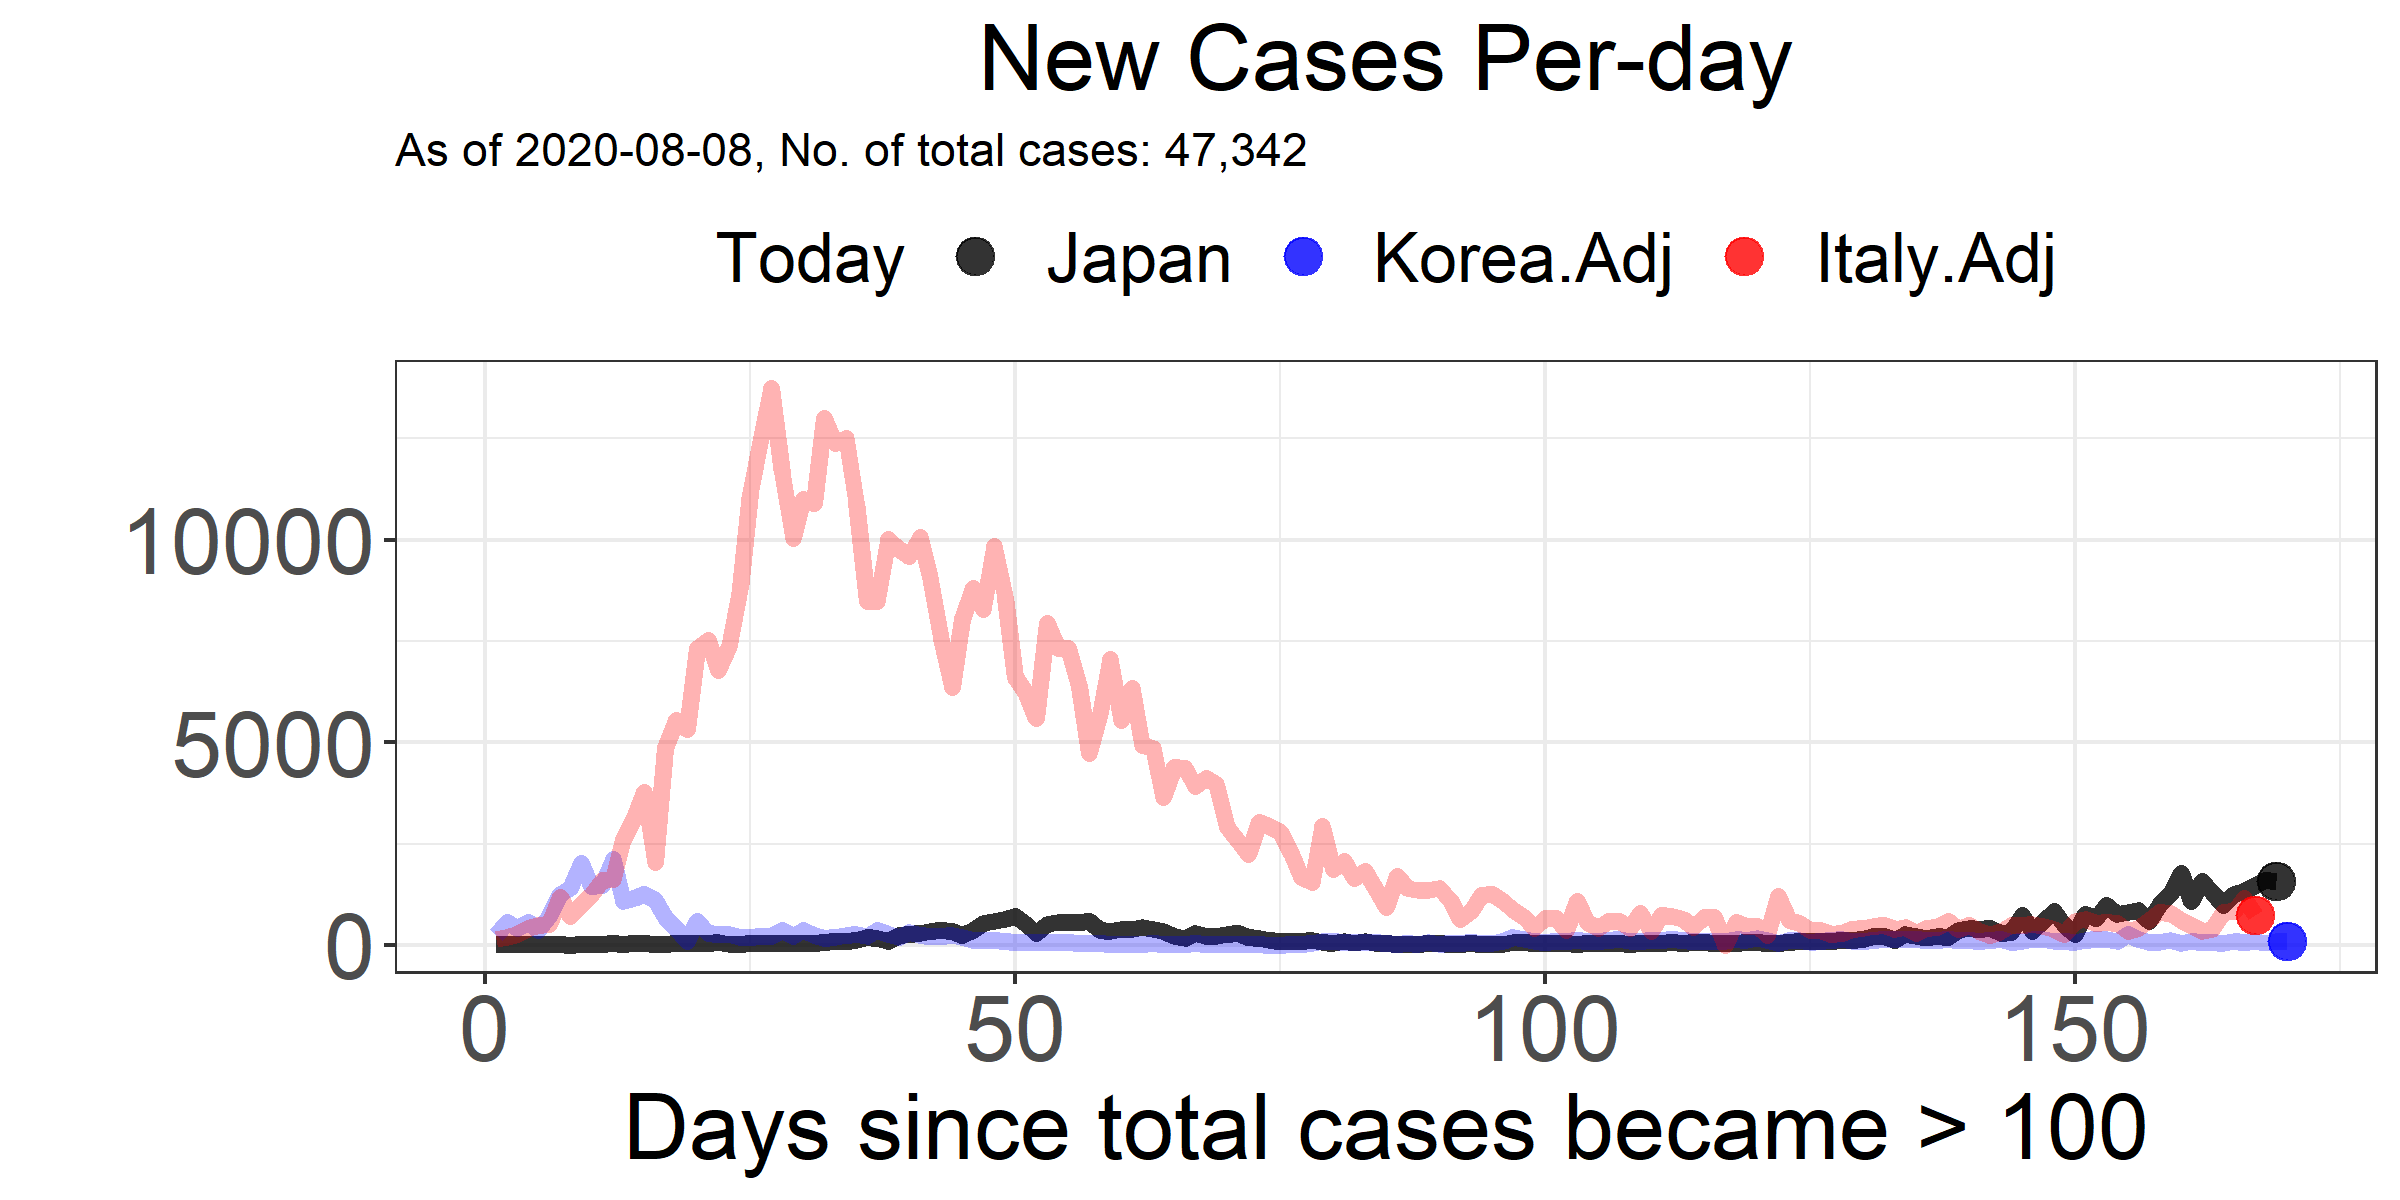 New Cases Per-day
As of 2020-08-08, No. of total cases: 47,342
Today Japan Korea.Adj Italy.Adj
10000
5000
0
0 50 100 150
Days since total cases became > 100